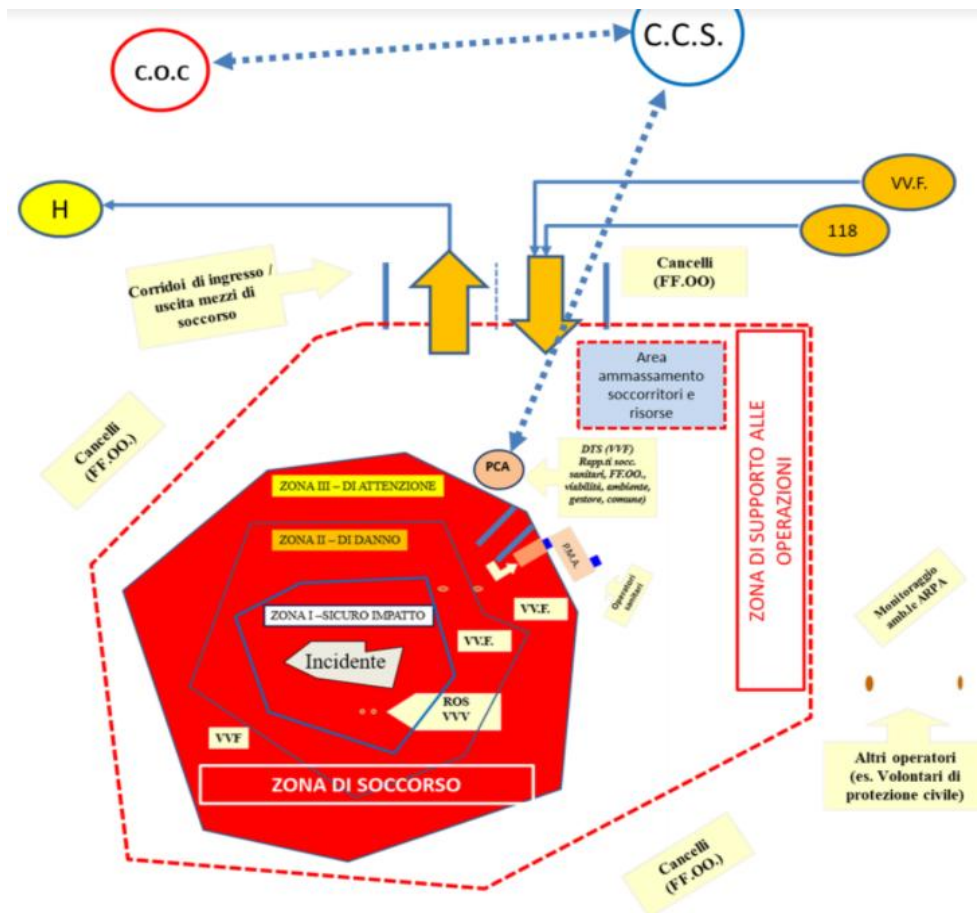 C.O.C
C.C.S.
H
VV.F.
118
Corridoi di ingresso /
uscita mezzi di
soccorso
Cancelli
(FF.OO)
Area
ammassamento
soccorritori e
risorse
ZONA DI SUPPORTO ALLE
OPERAZIONI
Cancelli
(FF.OO.)
PCA
DTS (VVF)
Rapp.ti socc.
sanitari, FF.OO.,
viabilità, ambiente,
gestore, comune)
ZONA III – DI ATTENZIONE
ZONA II – DI DANNO
P.M.A.
Operatori
sanitari
Monitoraggio
amb.le ARPA
ZONA I –SICURO IMPATTO
VV.F.
VV.F.
Incidente
ROS
VVV
VVF
ZONA DI SOCCORSO
Altri operatori
(es. Volontari di
protezione civile)
Cancelli
(FF.OO.)